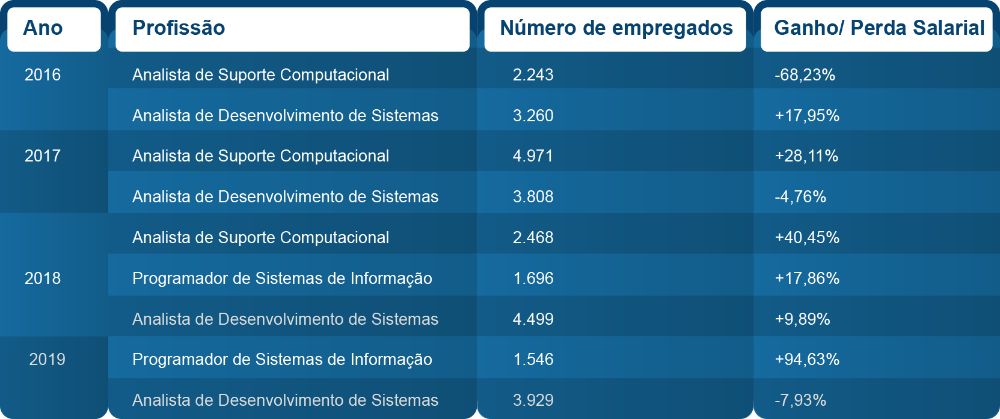 Ano Profissão Número de empregados Ganho/ Perda Salarial
2016 Analista de Suporte Computacional 2.243 -68,23%
Analista de Desenvolvimento de Sistemas 3.260 +17,95%
2017 Analista de Suporte Computacional 4.971 +28,11%
Analista de Desenvolvimento de Sistemas 3.808 -4,76%
Analista de Suporte Computacional 2.468 +40,45%
2018 Programador de Sistemas de Informação 1.696 +17,86%
Analista de Desenvolvimento de Sistemas 4.499 +9,89%
2019 Programador de Sistemas de Informação 1.546 +94,63%
Analista de Desenvolvimento de Sistemas 3.929 -7,93%